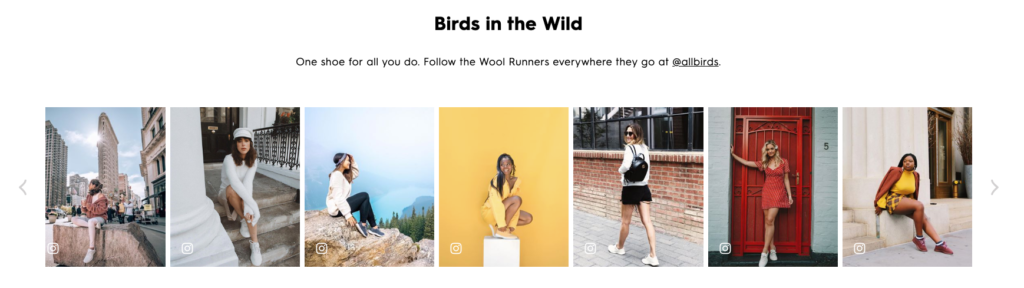 Birds in the Wild
One shoe for all you do. Follow the Wool Runners everywhere they go at @allbirds.
5